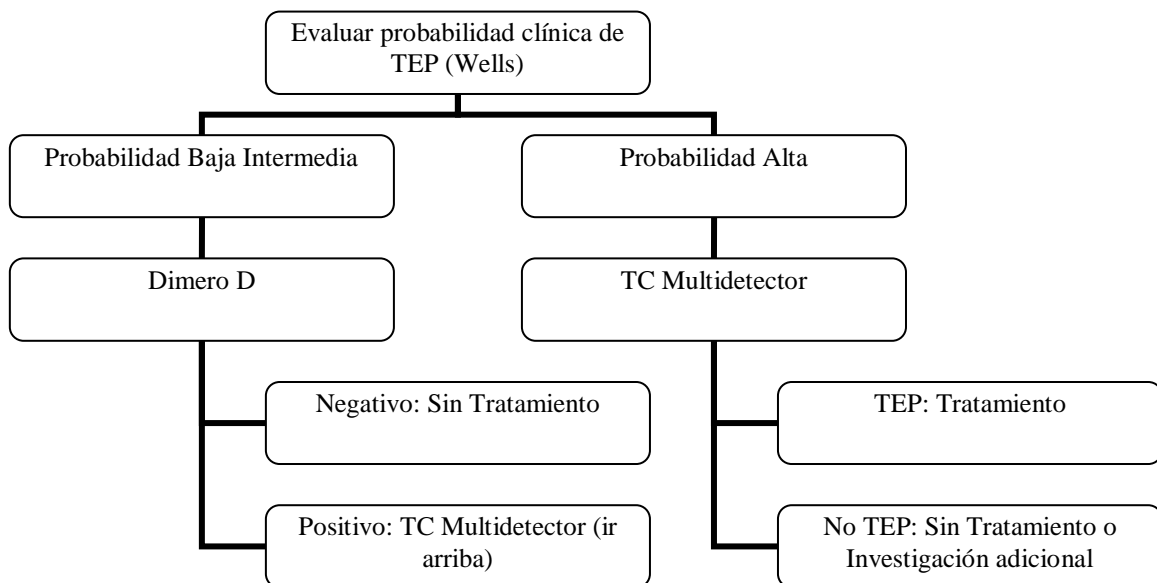 Evaluar probabilidad clínica de
TEP (Wells)
Probabilidad Baja Intermedia
Probabilidad Alta
Dimero D
TC Multidetector
Negativo: Sin Tratamiento
TEP: Tratamiento
Positivo: TC Multidetector (ir
arriba)
No TEP: Sin Tratamiento o
Investigación adicional